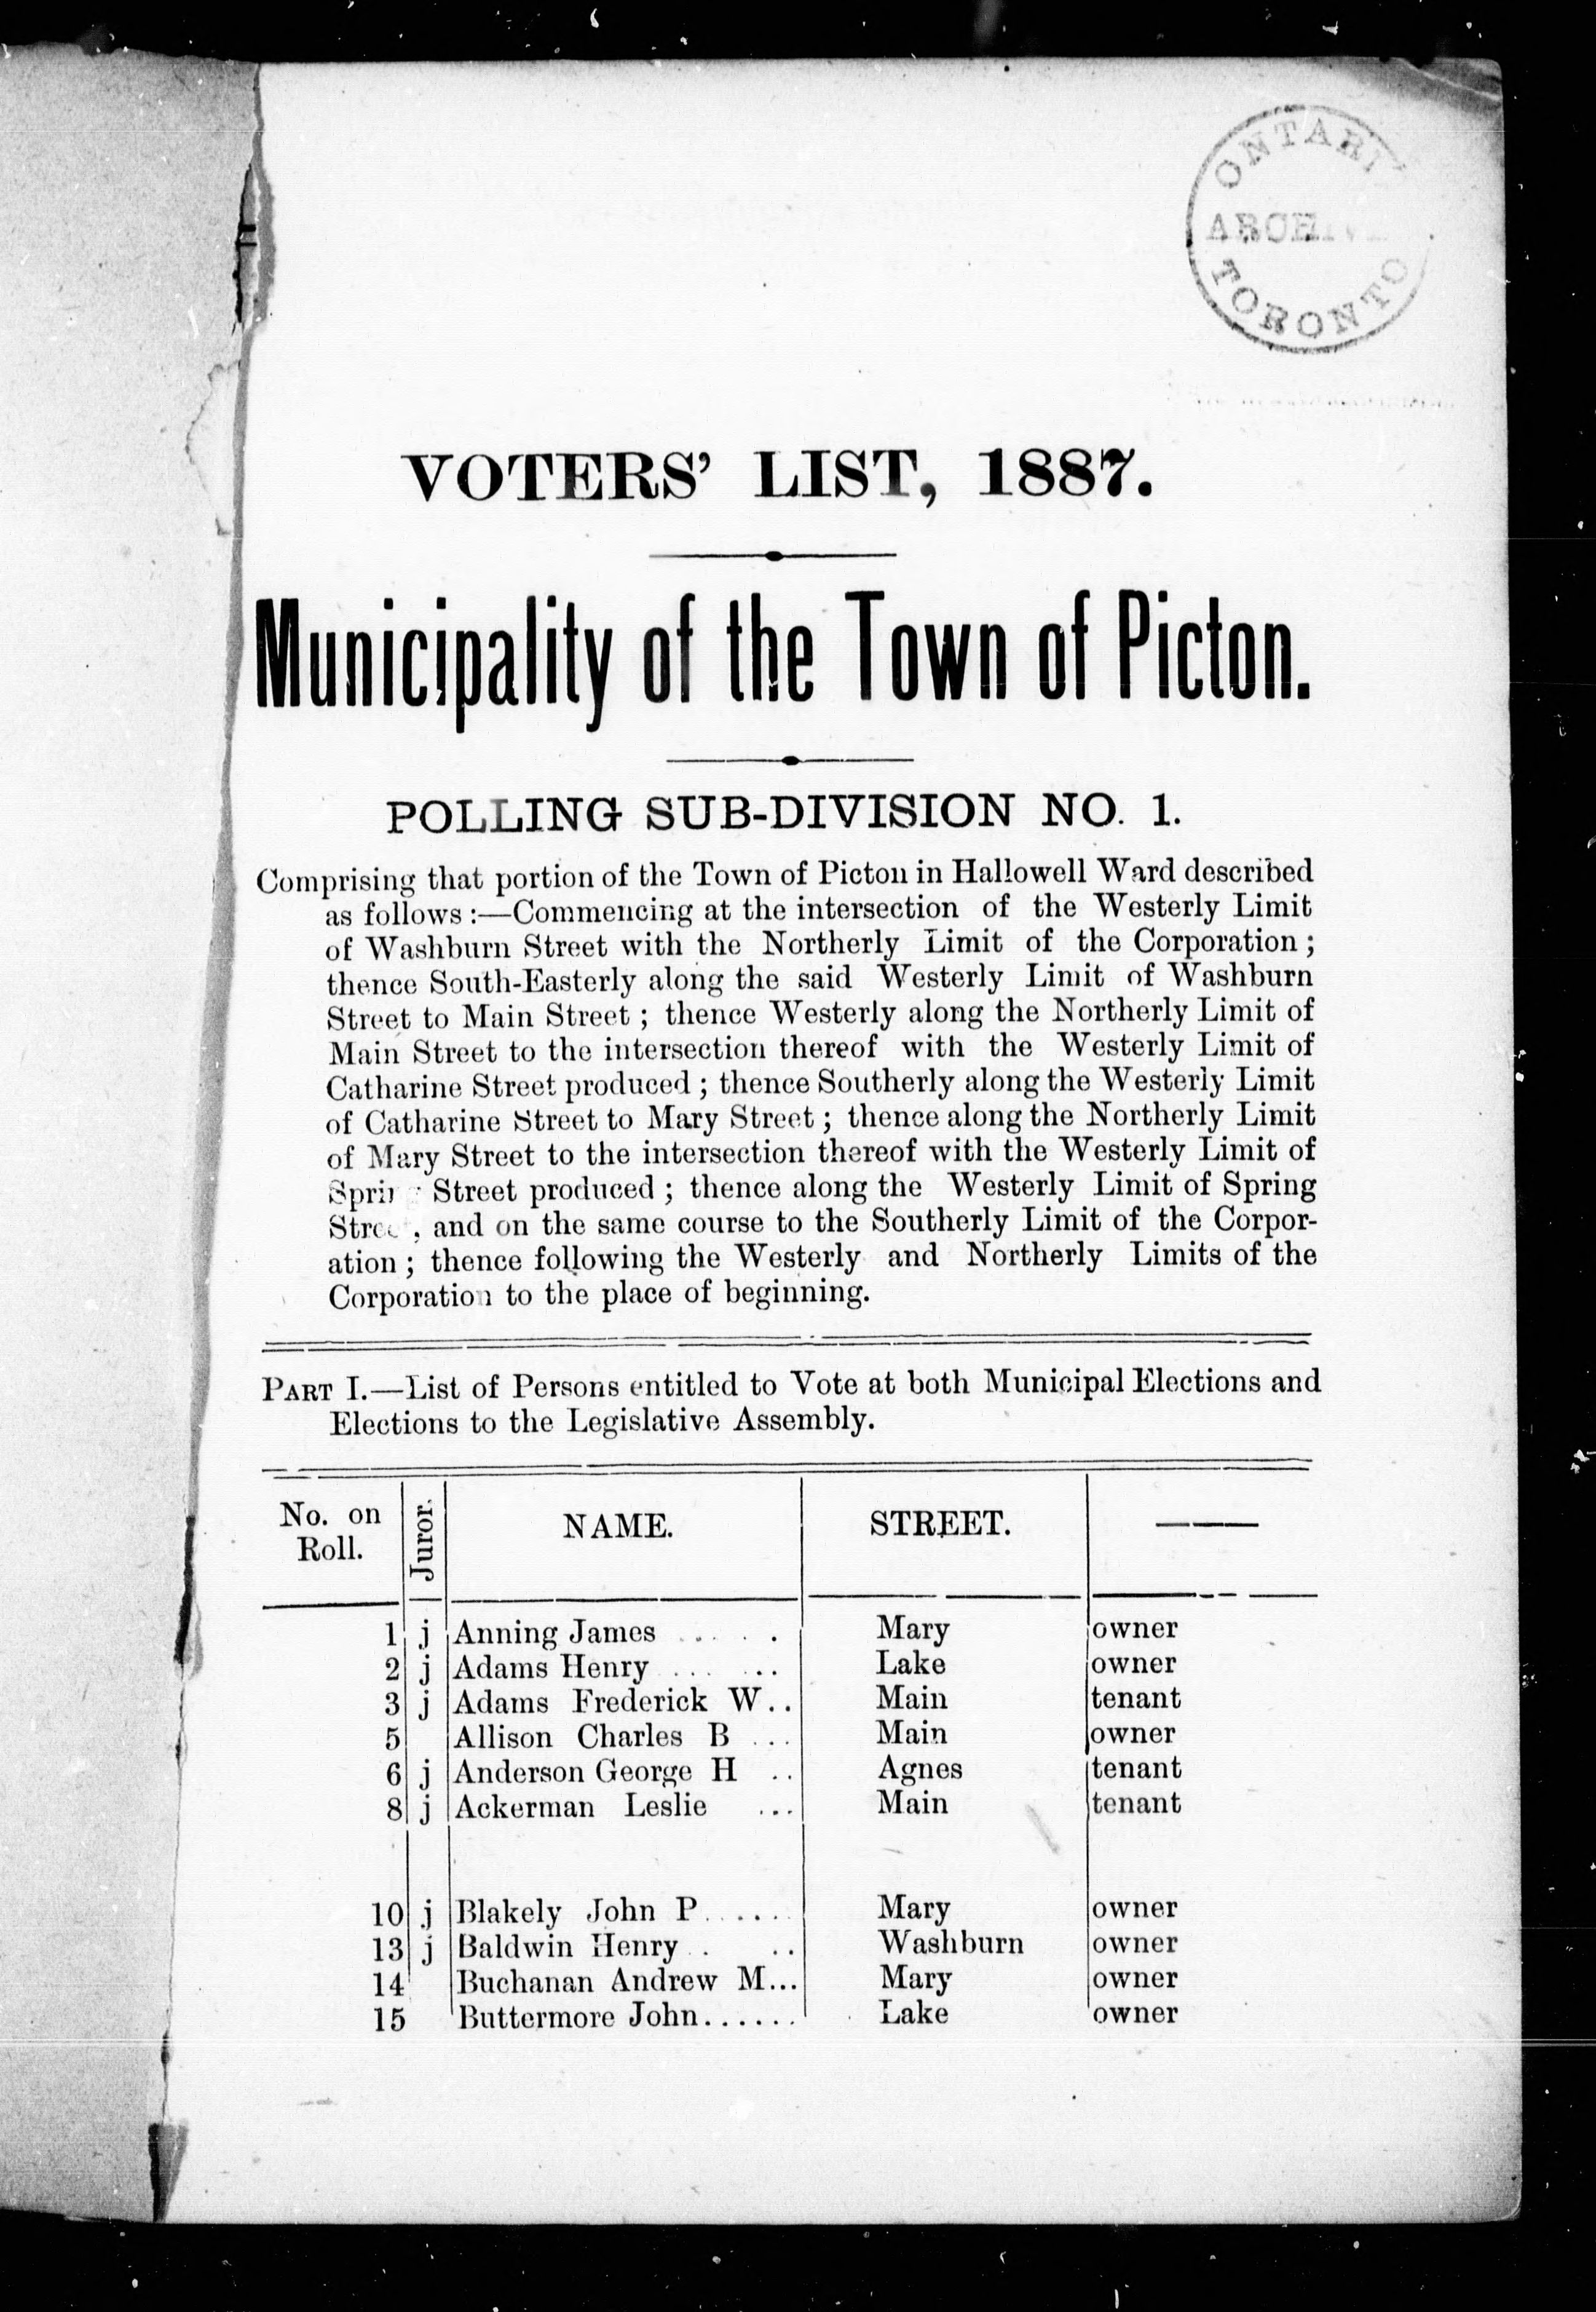 ONTARI
ARCHIV
TORONTO
VOTERS' LIST, 1887.
Municipality of the Town of Picton.
POLLING SUB-DIVISION NO. 1.
Comprising that portion of the Town of Picton in Hallowell Ward described
as follows :—Commencing at the intersection of the Westerly Limit
of Washburn Street with the Northerly Limit of the Corporation ;
thence South-Easterly along the said Westerly Limit of Washburn
Street to Main Street ; thence Westerly along the Northerly Limit of
Main Street to the intersection thereof with the Westerly Limit of
Catharine Street produced ; thence Southerly along the Westerly Limit
of Catharine Street to Mary Street ; thence along the Northerly Limit
of Mary Street to the intersection thereof with the Westerly Limit of
Spring Street produced ; thence along the Westerly Limit of Spring
Street, and on the same course to the Southerly Limit of the Corpor-
ation ; thence following the Westerly and Northerly Limits of the
Corporation to the place of beginning.
PART I.—List of Persons entitled to Vote at both Municipal Elections and
Elections to the Legislative Assembly.
No. on Roll. Juror. NAME. STREET. ———
1 j Anning James ..... Mary owner
2 j Adams Henry ... .. Lake owner
3 j Adams Frederick W.. Main tenant
5 Allison Charles B ... Main owner
6 j Anderson George H .. Agnes tenant
8 j Ackerman Leslie ... Main tenant
10 j Blakely John P...... Mary owner
13 j Baldwin Henry . .. Washburn owner
14 Buchanan Andrew M... Mary owner
15 Buttermore John...... Lake owner